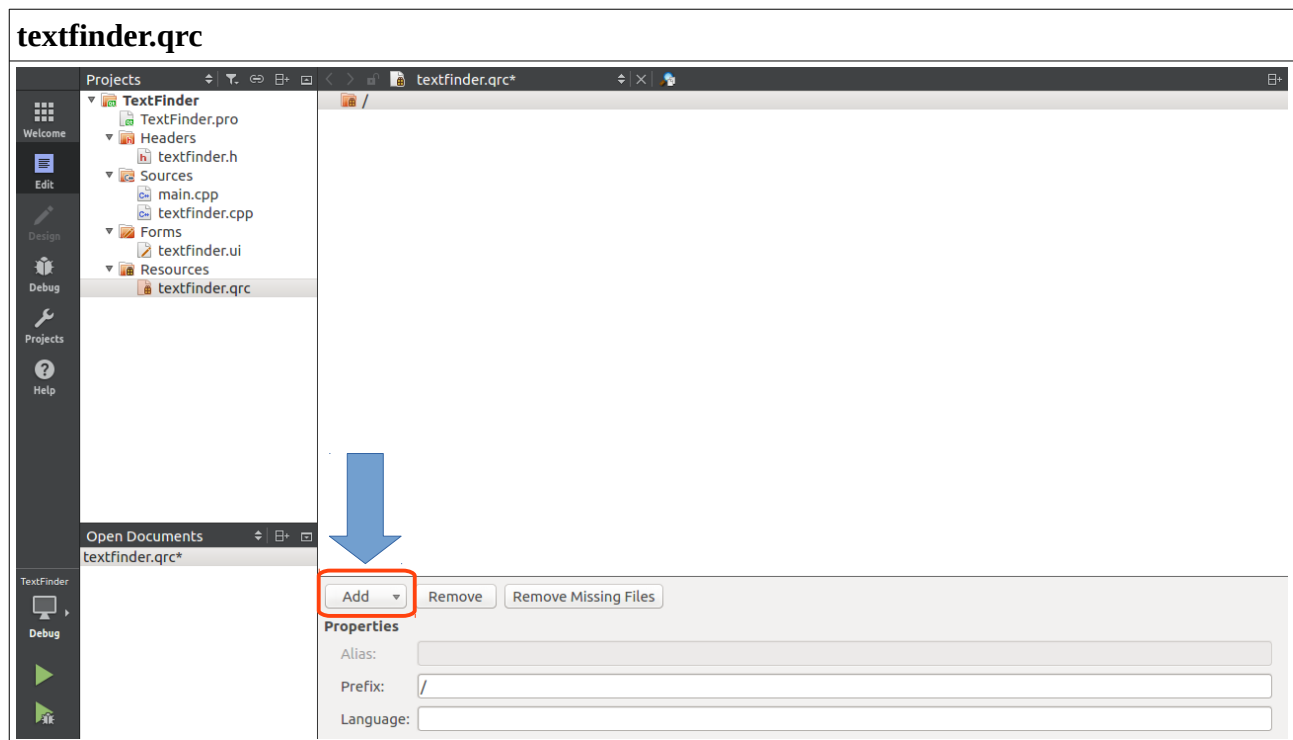 textfinder.qrc
Projects
textfinder.qrc*
Welcome
Edit
Design
Debug
Projects
Help
TextFinder
TextFinder.pro
Headers
textfinder.h
Sources
main.cpp
textfinder.cpp
Forms
textfinder.ui
Resources
textfinder.qrc
/
Open Documents
textfinder.qrc*
TextFinder
Debug
Add Remove Remove Missing Files
Properties
Alias:
Prefix: /
Language: